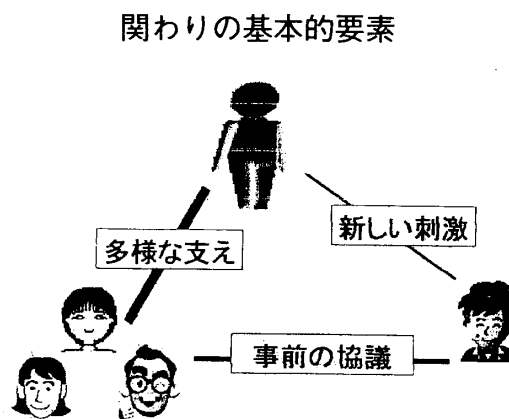 関わりの基本的要素
新しい刺激
多様な支え
事前の協議